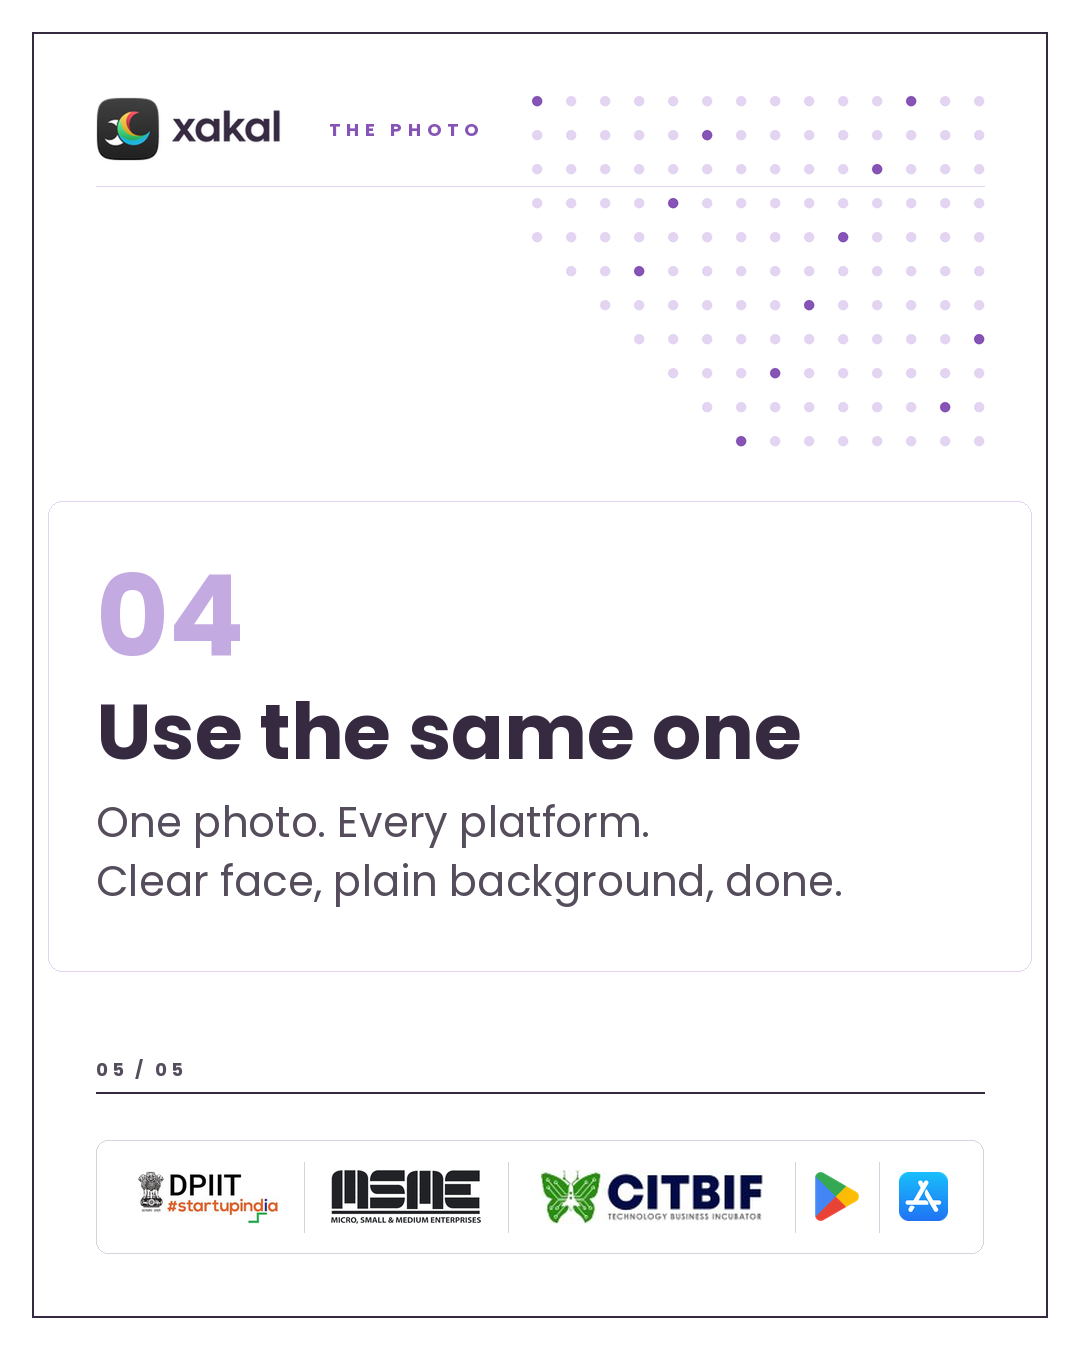 xakal
THE PHOTO
04
Use the same one
One photo. Every platform.
Clear face, plain background, done.
05 / 05
DPIIT
#startupindia
MSME
MICRO, SMALL & MEDIUM ENTERPRISES
CITBIF
TECHNOLOGY BUSINESS INCUBATOR